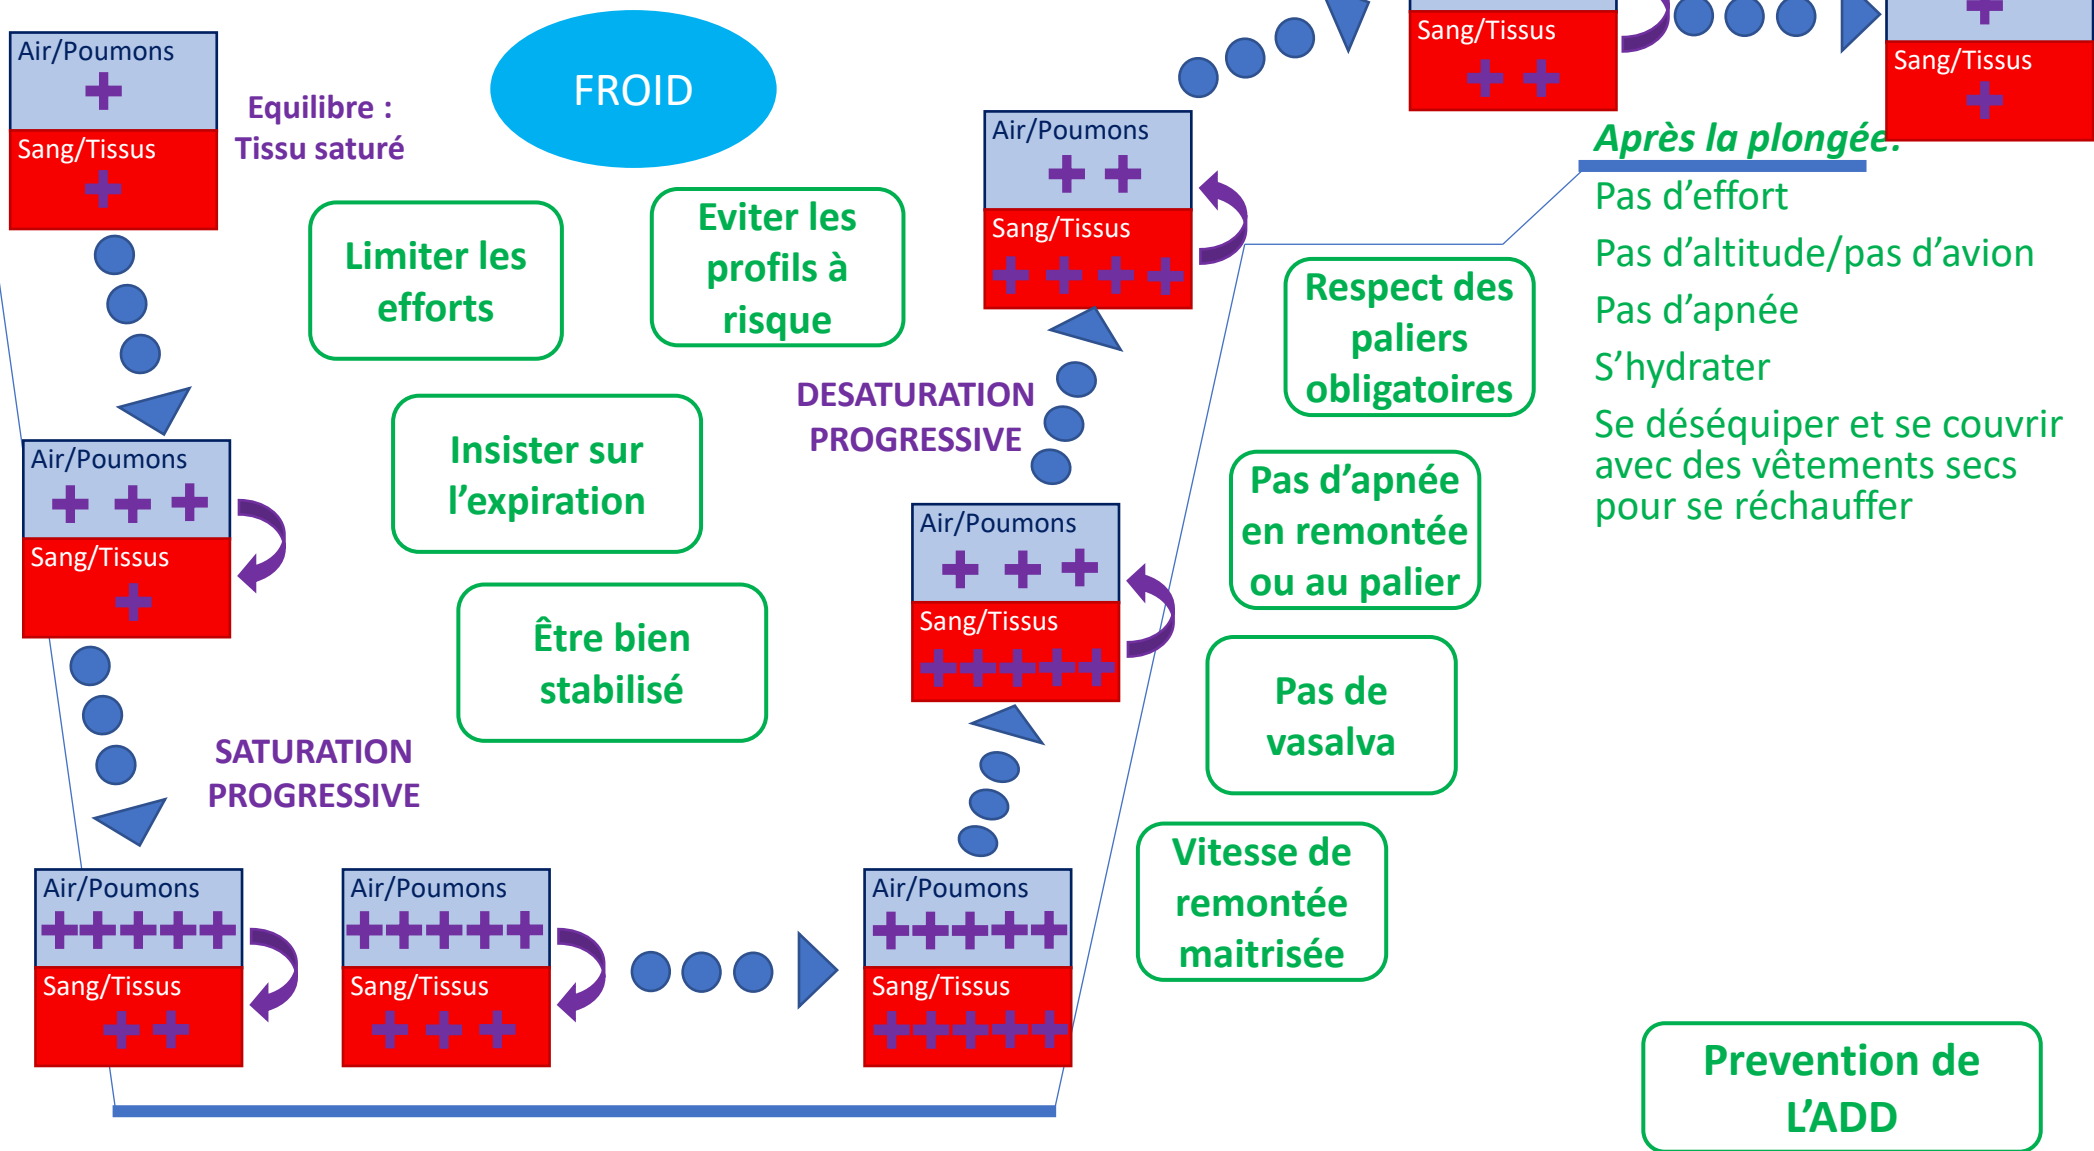 Air/Poumons
Sang/Tissus
Equilibre :
Tissu saturé
FROID
Limiter les
efforts
Eviter les
profils à
risque
Air/Poumons
Sang/Tissus
Sang/Tissus
Sang/Tissus
Après la plongée:
Pas d'effort
Pas d'altitude/pas d'avion
Pas d'apnée
S'hydrater
Se déséquiper et se couvrir
avec des vêtements secs
pour se réchauffer
Respect des
paliers
obligatoires
DESATURATION
PROGRESSIVE
Insister sur
l'expiration
Air/Poumons
Sang/Tissus
Air/Poumons
Sang/Tissus
Pas d'apnée
en remontée
ou au palier
Être bien
stabilisé
Pas de
vasalva
SATURATION
PROGRESSIVE
Vitesse de
remontée
maitrisée
Air/Poumons
Sang/Tissus
Air/Poumons
Sang/Tissus
Air/Poumons
Sang/Tissus
Prevention de
L'ADD